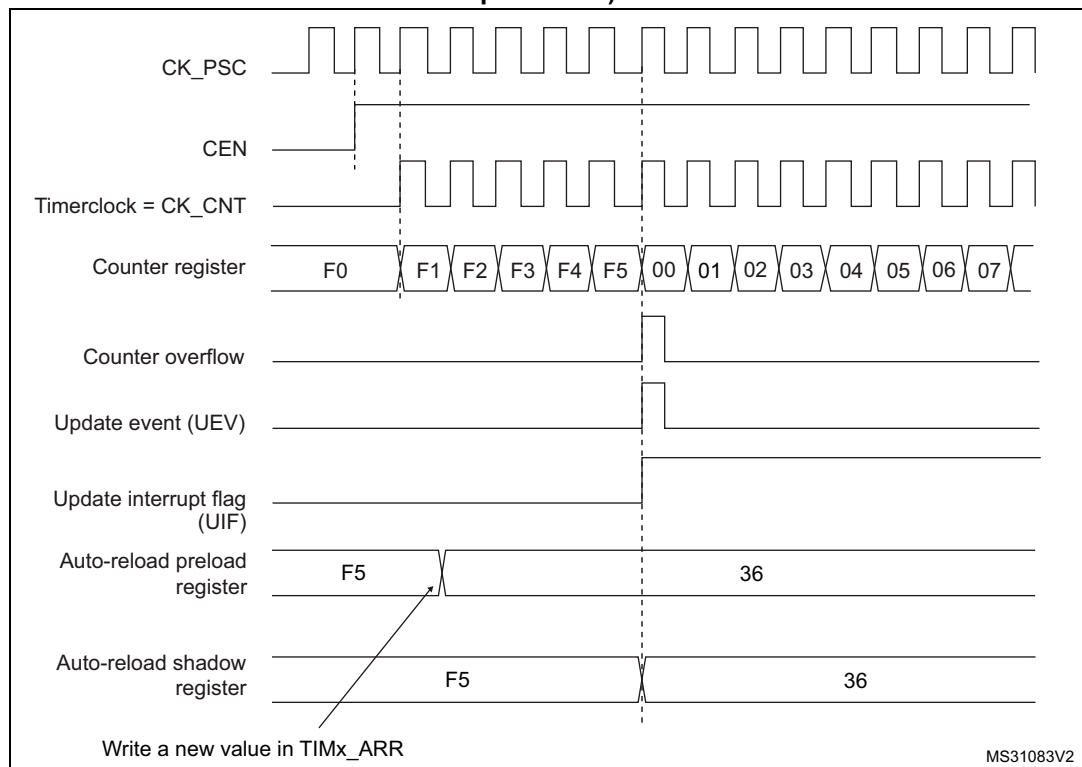 CK_PSC
CEN
Timerclock = CK_CNT
Counter register
F0 F1 F2 F3 F4 F5 00 01 02 03 04 05 06 07
Counter overflow
Update event (UEV)
Update interrupt flag
(UIF)
Auto-reload preload
register
F5 36
Auto-reload shadow
register
F5 36
Write a new value in TIMx_ARR
MS31083V2